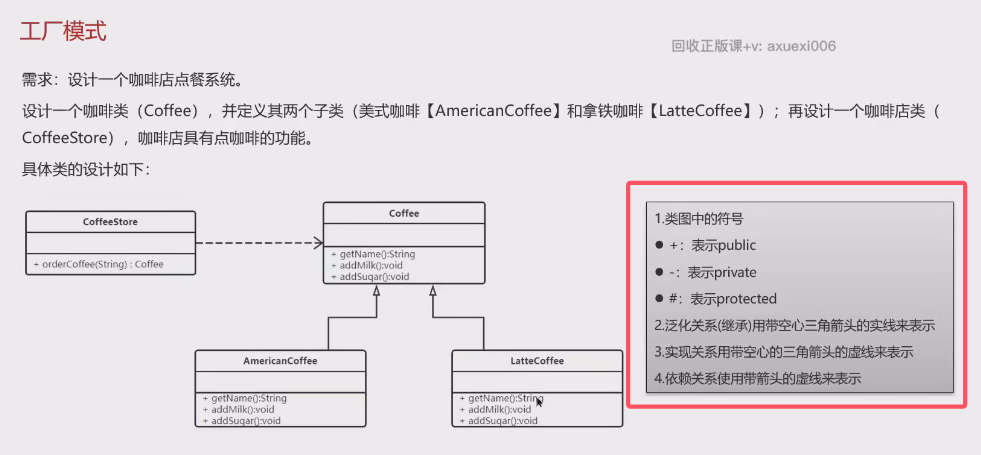 工厂模式
回收正版课+v: axuexi006
需求：设计一个咖啡店点餐系统。
设计一个咖啡类（Coffee），并定义其两个子类（美式咖啡【AmericanCoffee】和拿铁咖啡【LatteCoffee】）；再设计一个咖啡店类（
CoffeeStore），咖啡店具有点咖啡的功能。
具体类的设计如下：
CoffeeStore
+ orderCoffee(String) : Coffee
Coffee
+ getName():String
+ addMilk():void
+ addSuqar():void
AmericanCoffee
+ getName():String
+ addMilk():void
+ addSuqar():void
LatteCoffee
+ getName():String
+ addMilk():void
+ addSuqar():void
1.类图中的符号
● +：表示public
● -：表示private
● #：表示protected
2.泛化关系(继承)用带空心三角箭头的实线来表示
3.实现关系用带空心的三角箭头的虚线来表示
4.依赖关系使用带箭头的虚线来表示